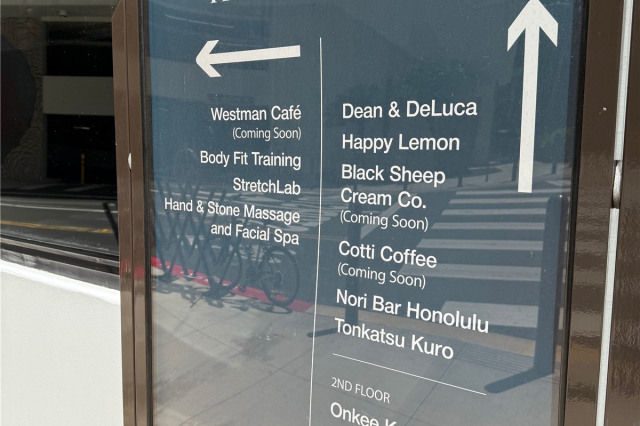 Westman Café
(Coming Soon)
Body Fit Training
StretchLab
Hand & Stone Massage
and Facial Spa
Dean & DeLuca
Happy Lemon
Black Sheep
Cream Co.
(Coming Soon)
Cotti Coffee
(Coming Soon)
Nori Bar Honolulu
Tonkatsu Kuro
2ND FLOOR
Onkee